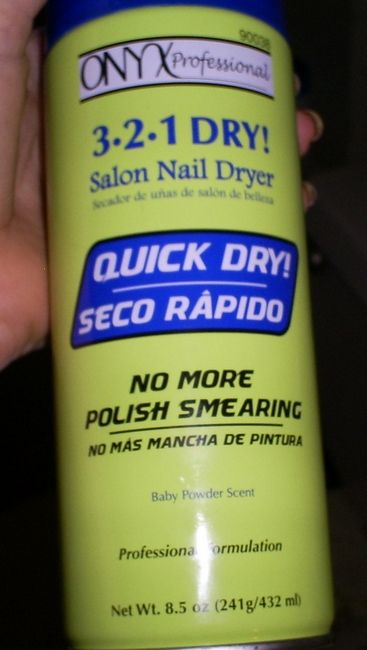 90038
ONYX Professional
3·2·1 DRY!
Salon Nail Dryer
Secador de uñas de salón de belleza
QUICK DRY!
SECO RÁPIDO
NO MORE
POLISH SMEARING
NO MÁS MANCHA DE PINTURA
Baby Powder Scent
Professional Formulation
Net Wt. 8.5 oz (241g/432 ml)